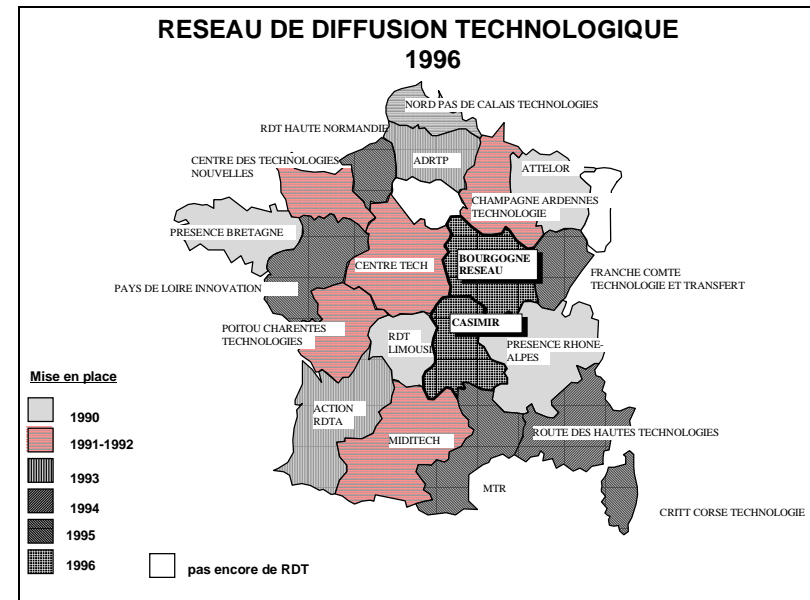 RESEAU DE DIFFUSION TECHNOLOGIQUE
1996
NORD PAS DE CALAIS TECHNOLOGIES
RDT HAUTE NORMANDIE
ADRTP
CENTRE DES TECHNOLOGIES
NOUVELLES
ATTELOR
CHAMPAGNE ARDENNES
TECHNOLOGIE
PRESENCE BRETAGNE
CENTRE TECH
BOURGOGNE
RESEAU
FRANCHE COMTE
TECHNOLOGIE ET TRANSFERT
PAYS DE LOIRE INNOVATION
POITOU CHARENTES
TECHNOLOGIES
CASIMIR
RDT
LIMOUSI
PRESENCE RHONE-
ALPES
Mise en place
1990
1991-1992
1993
1994
1995
1996
pas encore de RDT
ACTION
RDTA
MIDITECH
ROUTE DES HAUTES TECHNOLOGIES
MTR
CRITT CORSE TECHNOLOGIE